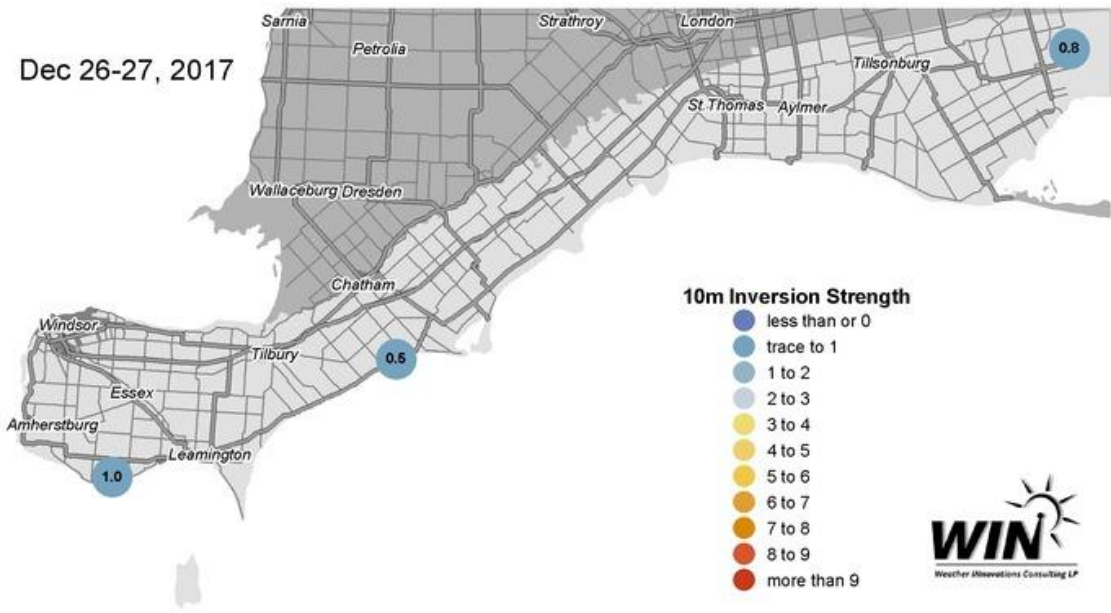 Sarnia
Strathroy
London
0.8
Petrolia
Dec 26-27, 2017
Tillsonburg
St. Thomas
Aylmer
Wallaceburg
Dresden
Chatham
10m Inversion Strength
less than or 0
trace to 1
1 to 2
2 to 3
3 to 4
4 to 5
5 to 6
6 to 7
7 to 8
8 to 9
more than 9
Windsor
Tilbury
0.5
Essex
Amherstburg
Leamington
1.0
WIN
Weather INnovations Consulting LP